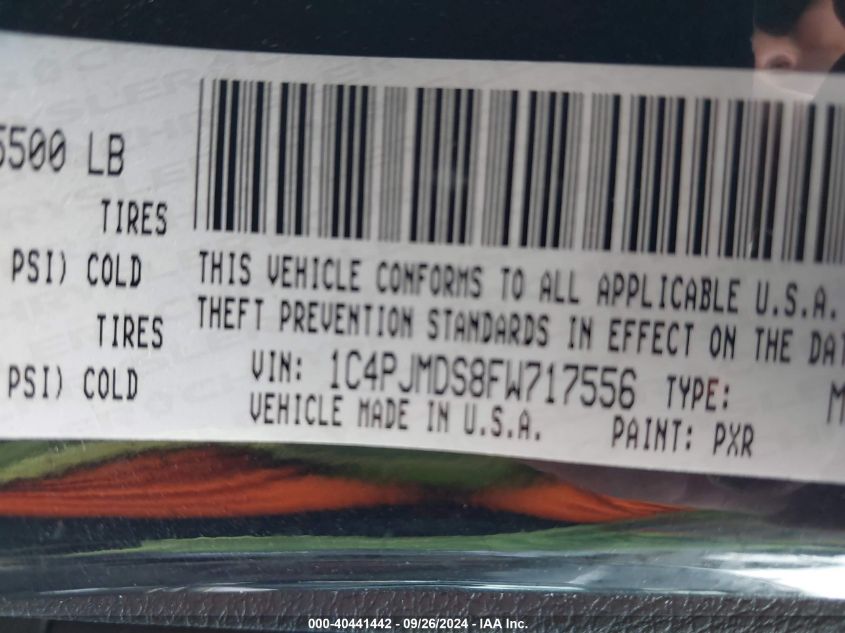 5500 LB
TIRES
PSI) COLD
TIRES
PSI) COLD
THIS VEHICLE CONFORMS TO ALL APPLICABLE U.S.A.
THEFT PREVENTION STANDARDS IN EFFECT ON THE DAT
VIN: 1C4PJMDS8FW717556 TYPE: M
VEHICLE MADE IN U.S.A. PAINT: PXR
000-40441442 - 09/26/2024 - IAA Inc.